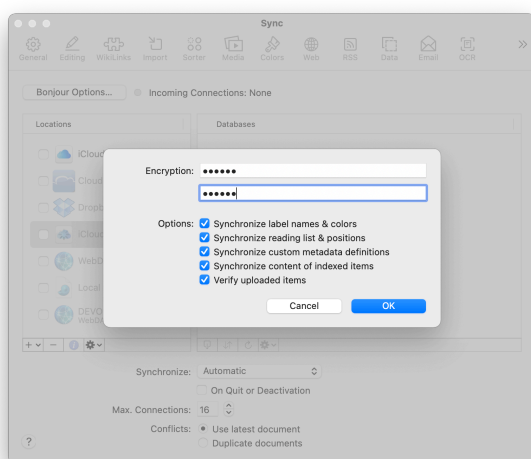 Sync
General Editing WikiLinks Import Sorter Media Colors Web RSS Data Email OCR
Bonjour Options... Incoming Connections: None
Locations Databases
iCloud
Cloud
Dropb
iCloud
WebD
Local
DEVO
WebDA
Encryption: ••••••
••••••
Options: Synchronize label names & colors
Synchronize reading list & positions
Synchronize custom metadata definitions
Synchronize content of indexed items
Verify uploaded items
Cancel OK
Synchronize: Automatic
On Quit or Deactivation
Max. Connections: 16
Conflicts: Use latest document
? Duplicate documents